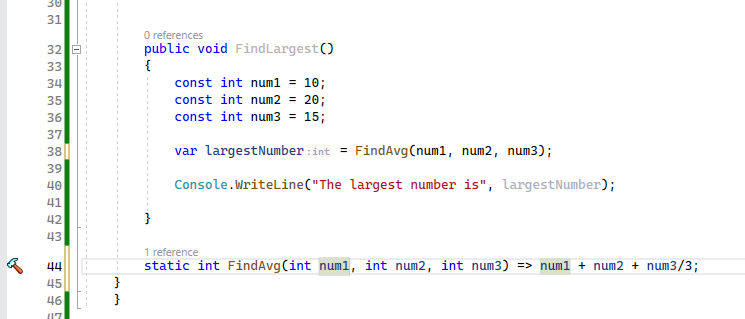 30
31
0 references
32 public void FindLargest()
33 {
34 const int num1 = 10;
35 const int num2 = 20;
36 const int num3 = 15;
37
38 var largestNumber:int = FindAvg(num1, num2, num3);
39
40 Console.WriteLine("The largest number is", largestNumber);
41
42 }
43
1 reference
44 static int FindAvg(int num1, int num2, int num3) => num1 + num2 + num3/3;
45 }
46 }
47